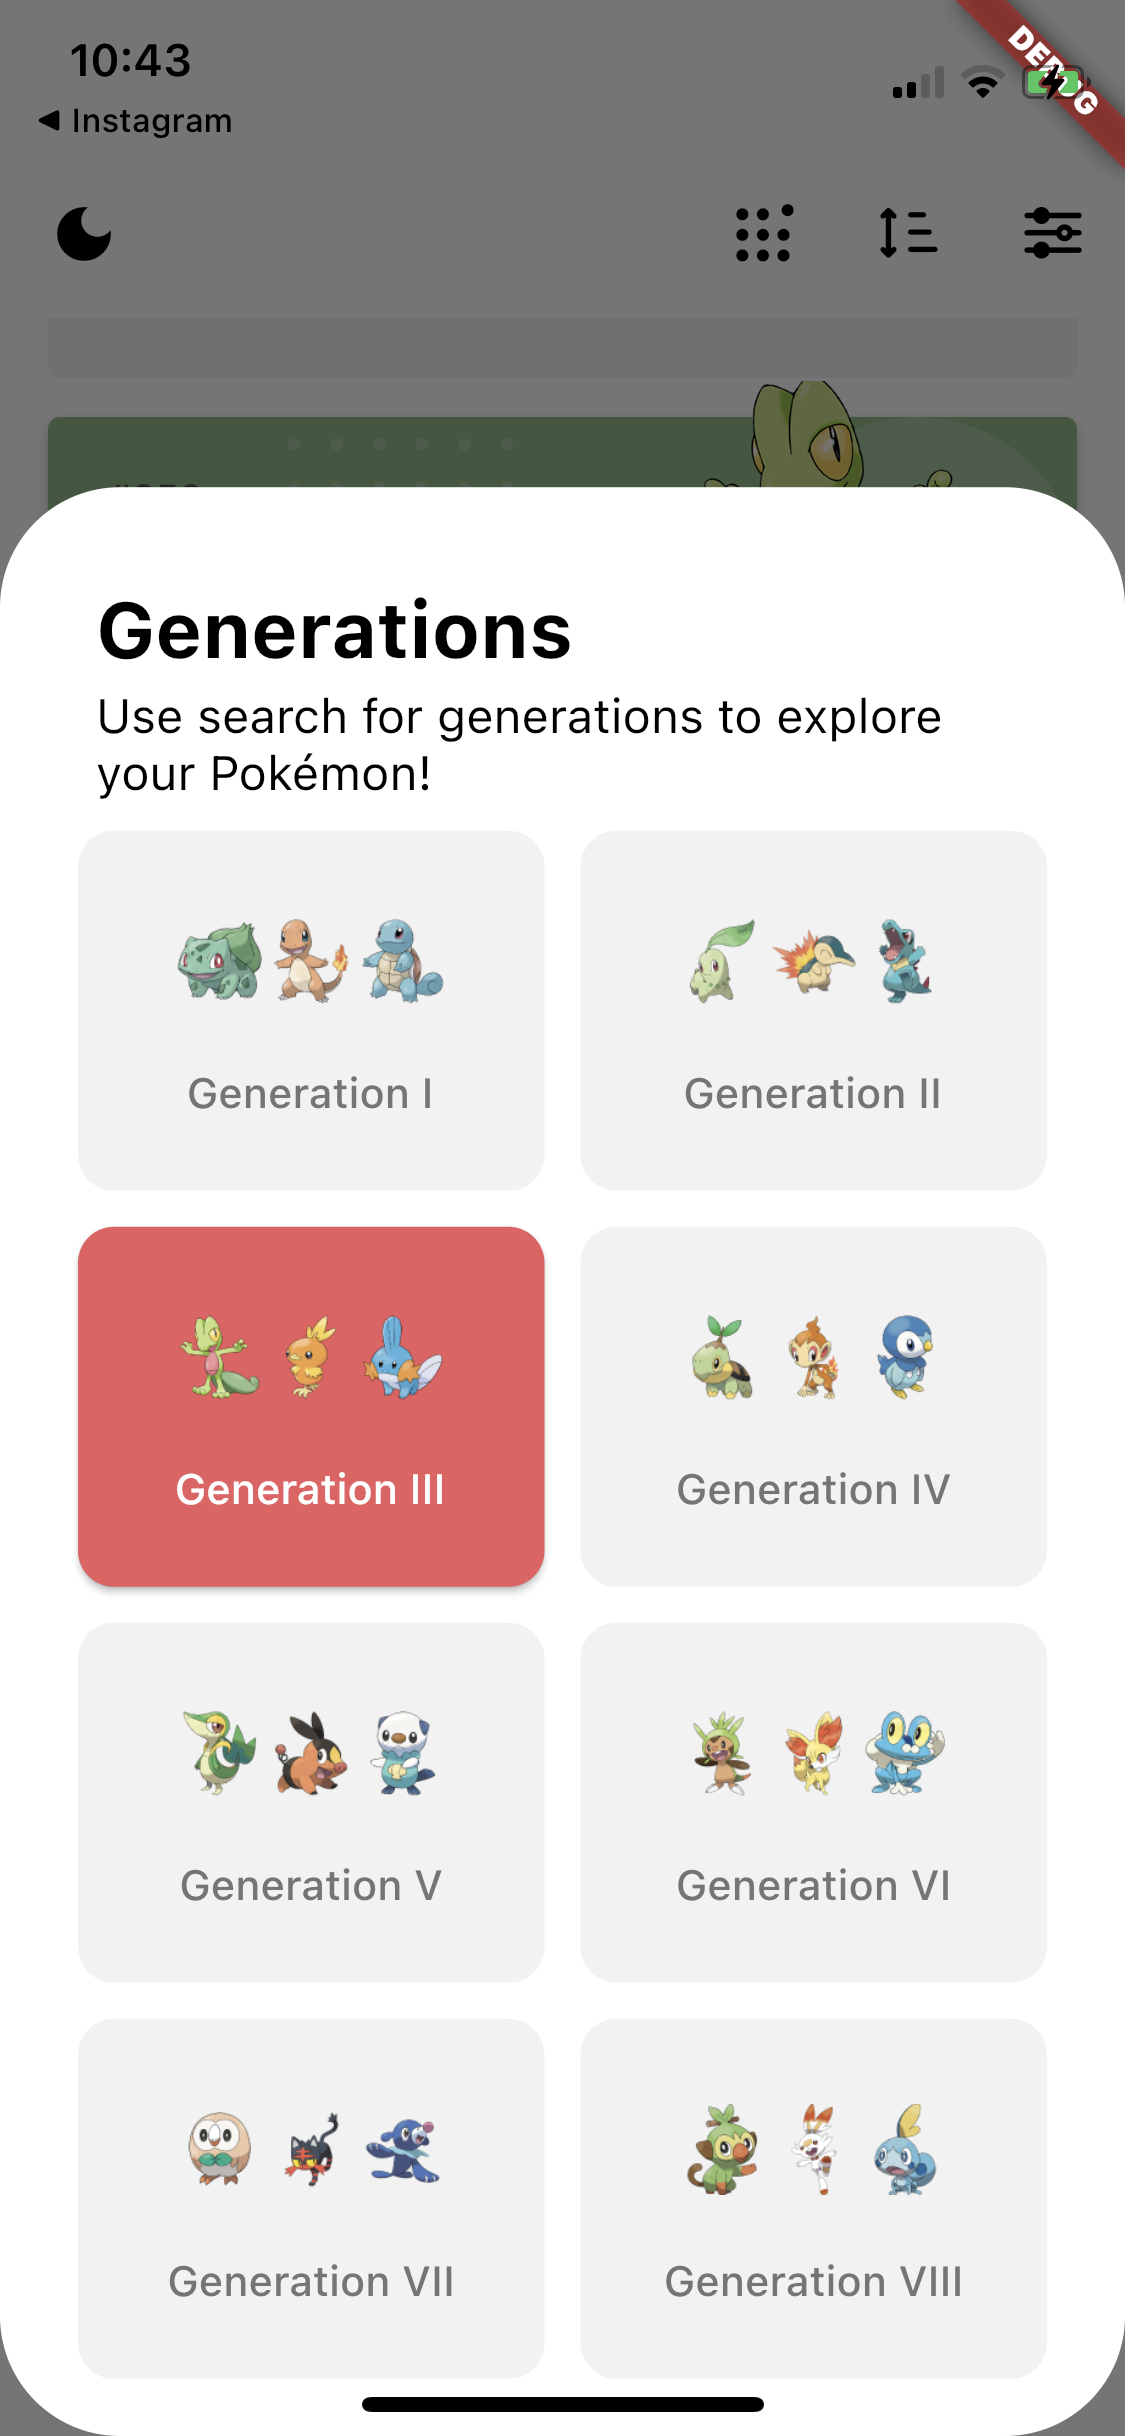 10:43
Instagram
DEBUG
Generations
Use search for generations to explore
your Pokémon!
Generation I
Generation II
Generation III
Generation IV
Generation V
Generation VI
Generation VII
Generation VIII